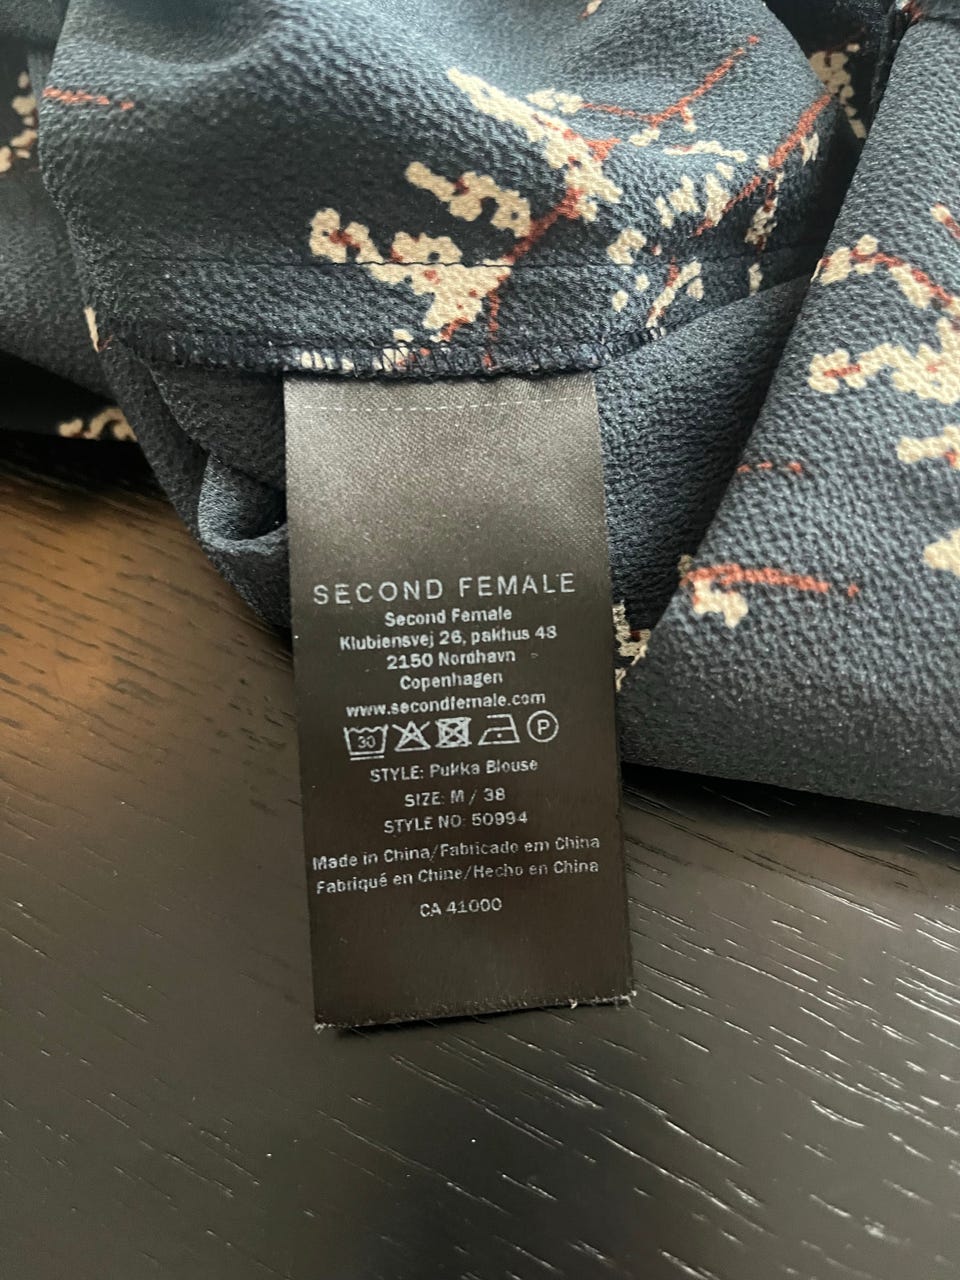 SECOND FEMALE
Second Female
Klubiensvej 26, pakhus 48
2150 Nordhavn
Copenhagen
www.secondfemale.com
30 P
STYLE: Pukka Blouse
SIZE: M / 38
STYLE NO: 50994
Made in China/Fabricado em China
Fabriqué en Chine/Hecho en China
CA 41000